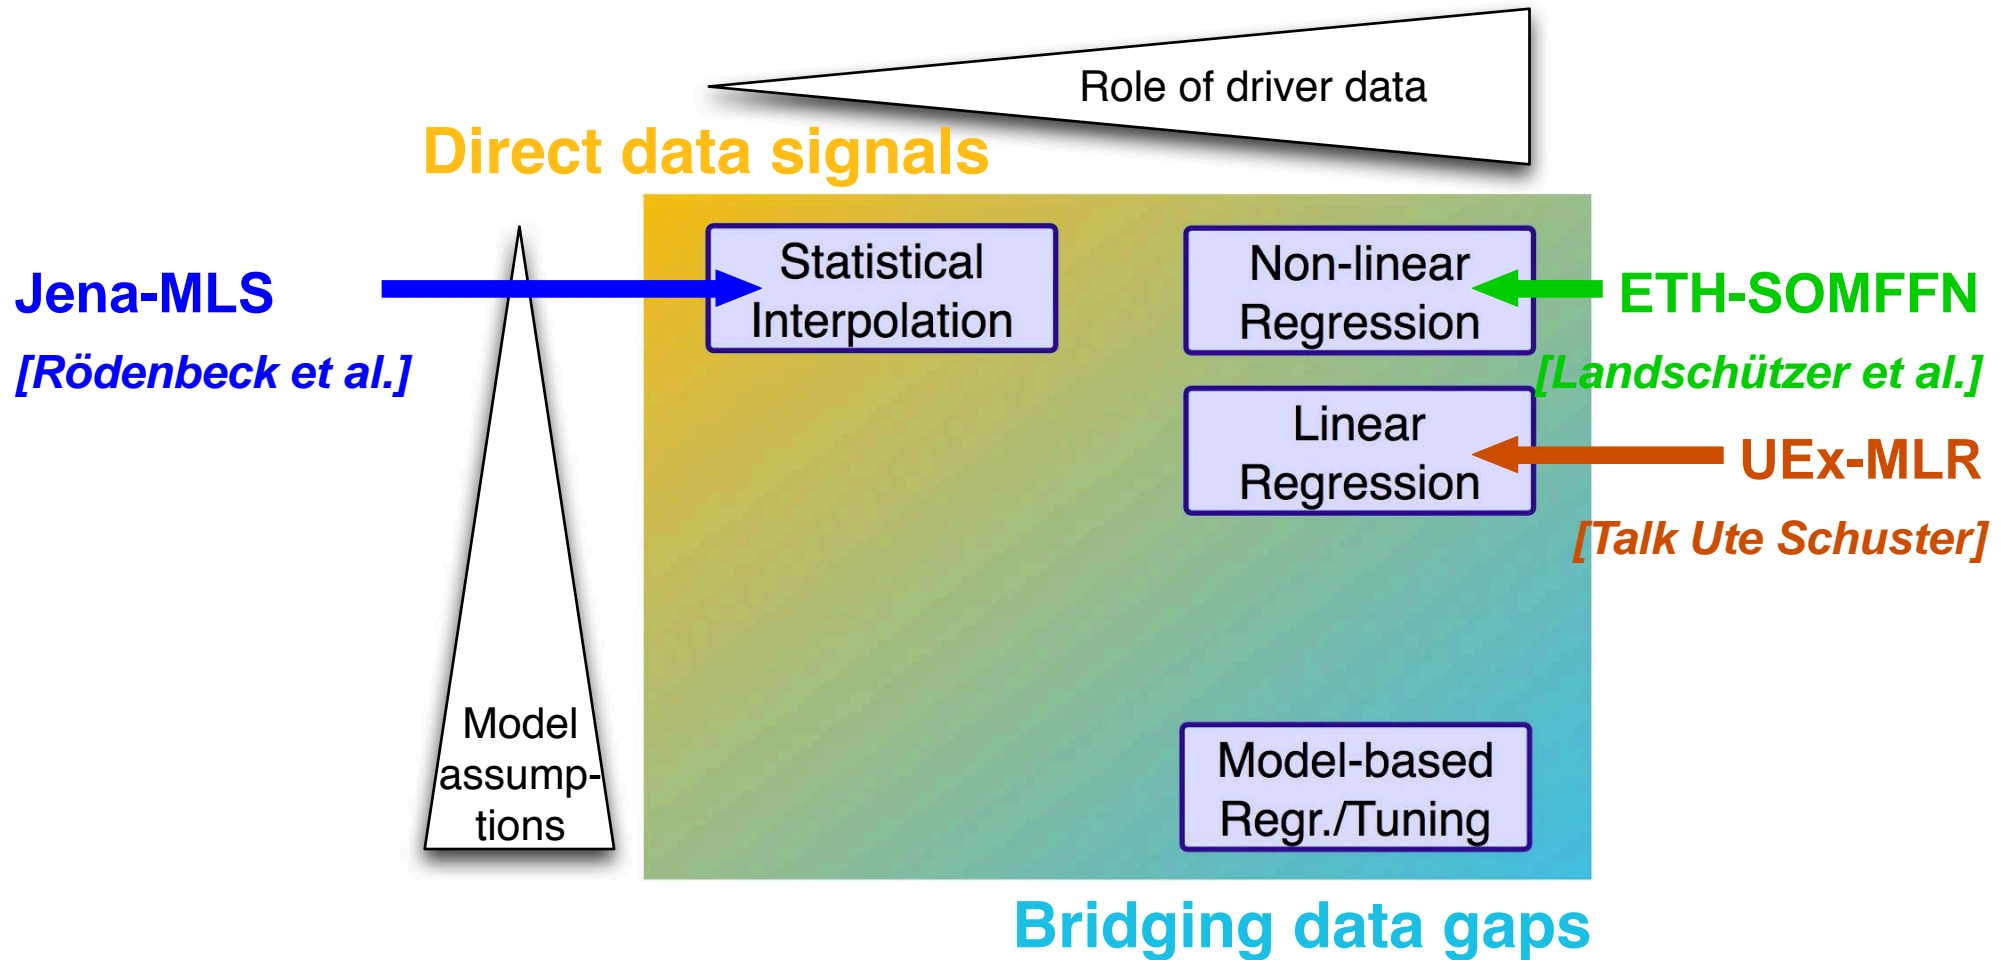 Role of driver data
Direct data signals
Statistical
Interpolation
Non-linear
Regression
Jena-MLS
[Rödenbeck et al.]
ETH-SOMFFN
[Landschützer et al.]
Linear
Regression
UEx-MLR
[Talk Ute Schuster]
Model
assump-
tions
Model-based
Regr./Tuning
Bridging data gaps